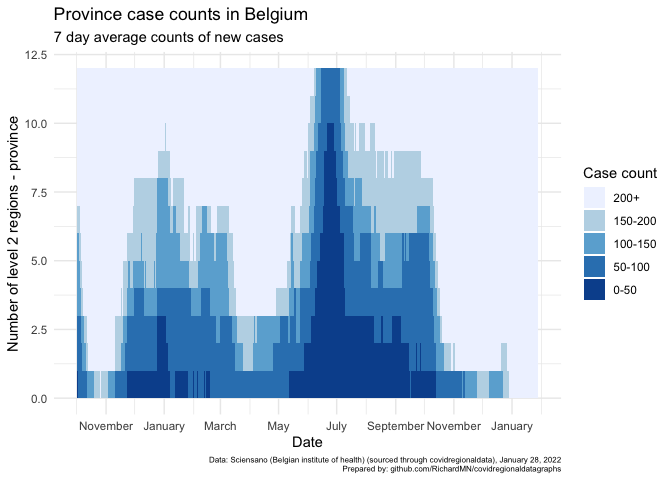 Province case counts in Belgium
7 day average counts of new cases
Number of level 2 regions - province
12.5
10.0
7.5
5.0
2.5
0.0
November January March May July September November January
Date
Case count
200+
150-200
100-150
50-100
0-50
Data: Sciensano (Belgian institute of health) (sourced through covidregionaldata), January 28, 2022
Prepared by: github.com/RichardMN/covidregionaldatagraphs